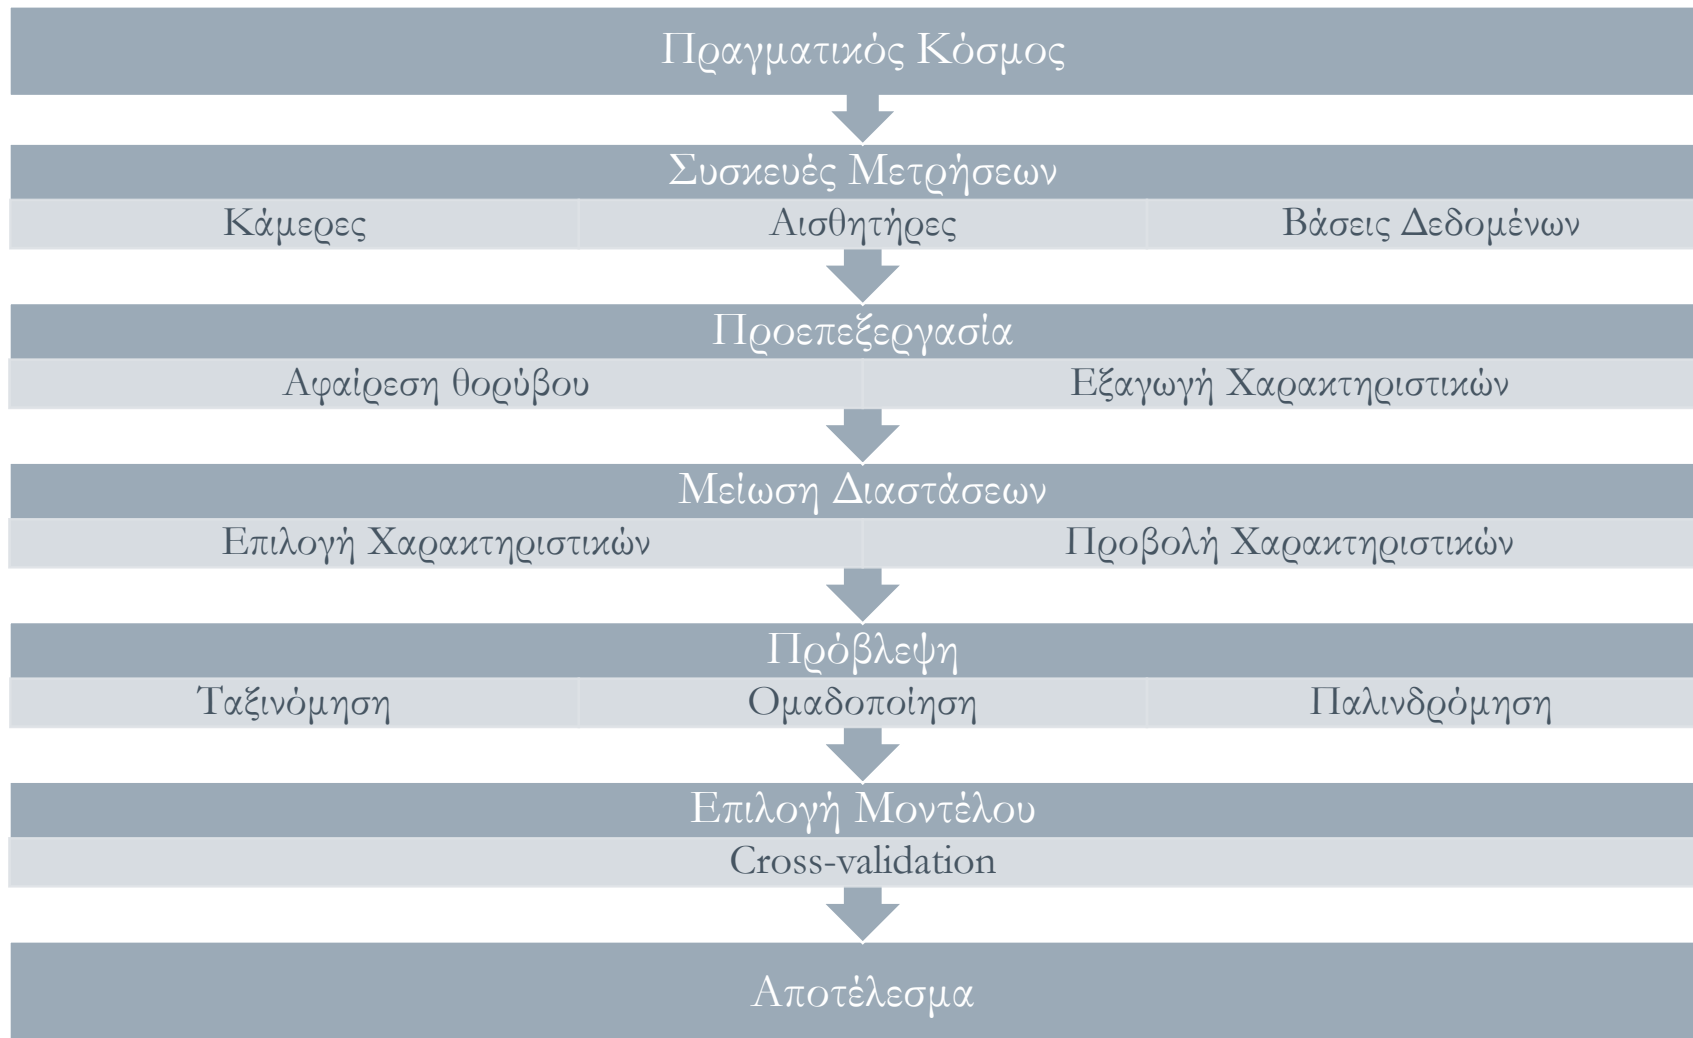 Πραγματικός Κόσμος
Συσκευές Μετρήσεων
Κάμερες Αισθητήρες Βάσεις Δεδομένων
Προεπεξεργασία
Αφαίρεση θορύβου Εξαγωγή Χαρακτηριστικών
Μείωση Διαστάσεων
Επιλογή Χαρακτηριστικών Προβολή Χαρακτηριστικών
Πρόβλεψη
Ταξινόμηση Ομαδοποίηση Παλινδρόμηση
Επιλογή Μοντέλου
Cross-validation
Αποτέλεσμα